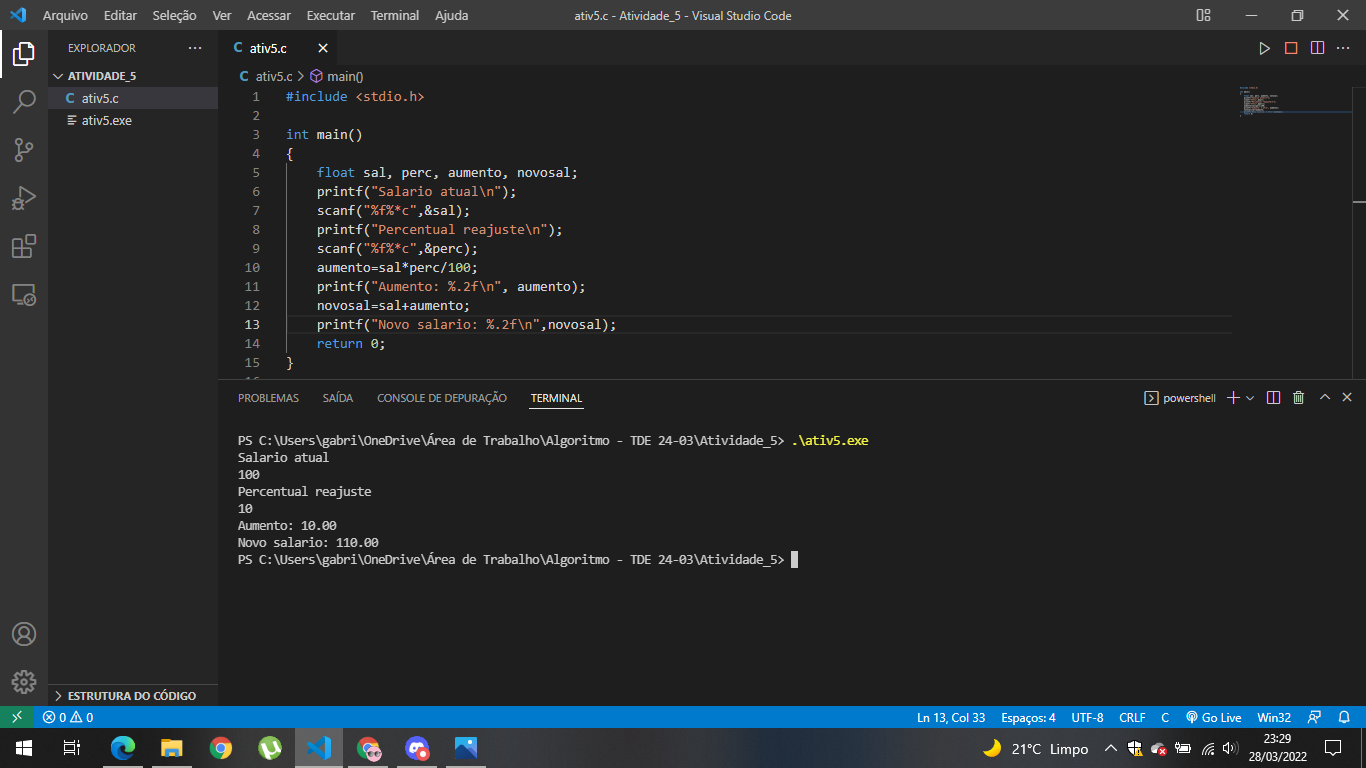 Arquivo Editar Seleção Ver Acessar Executar Terminal Ajuda
ativ5.c - Atividade_5 - Visual Studio Code
EXPLORADOR
ATIVIDADE_5
C ativ5.c
ativ5.exe
ESTRUTURA DO CÓDIGO
C ativ5.c
C ativ5.c > main()
1 #include <stdio.h>
2
3 int main()
4 {
5 float sal, perc, aumento, novosal;
6 printf("Salario atual\n");
7 scanf("%f%*c",&sal);
8 printf("Percentual reajuste\n");
9 scanf("%f%*c",&perc);
10 aumento=sal*perc/100;
11 printf("Aumento: %.2f\n", aumento);
12 novosal=sal+aumento;
13 printf("Novo salario: %.2f\n",novosal);
14 return 0;
15 }
PROBLEMAS SAÍDA CONSOLE DE DEPURAÇÃO TERMINAL
powershell
PS C:\Users\gabri\OneDrive\Área de Trabalho\Algoritmo - TDE 24-03\Atividade_5> .\ativ5.exe
Salario atual
100
Percentual reajuste
10
Aumento: 10.00
Novo salario: 110.00
PS C:\Users\gabri\OneDrive\Área de Trabalho\Algoritmo - TDE 24-03\Atividade_5>
0 0
Ln 13, Col 33 Espaços: 4 UTF-8 CRLF C Go Live Win32
21°C Limpo
23:29
28/03/2022